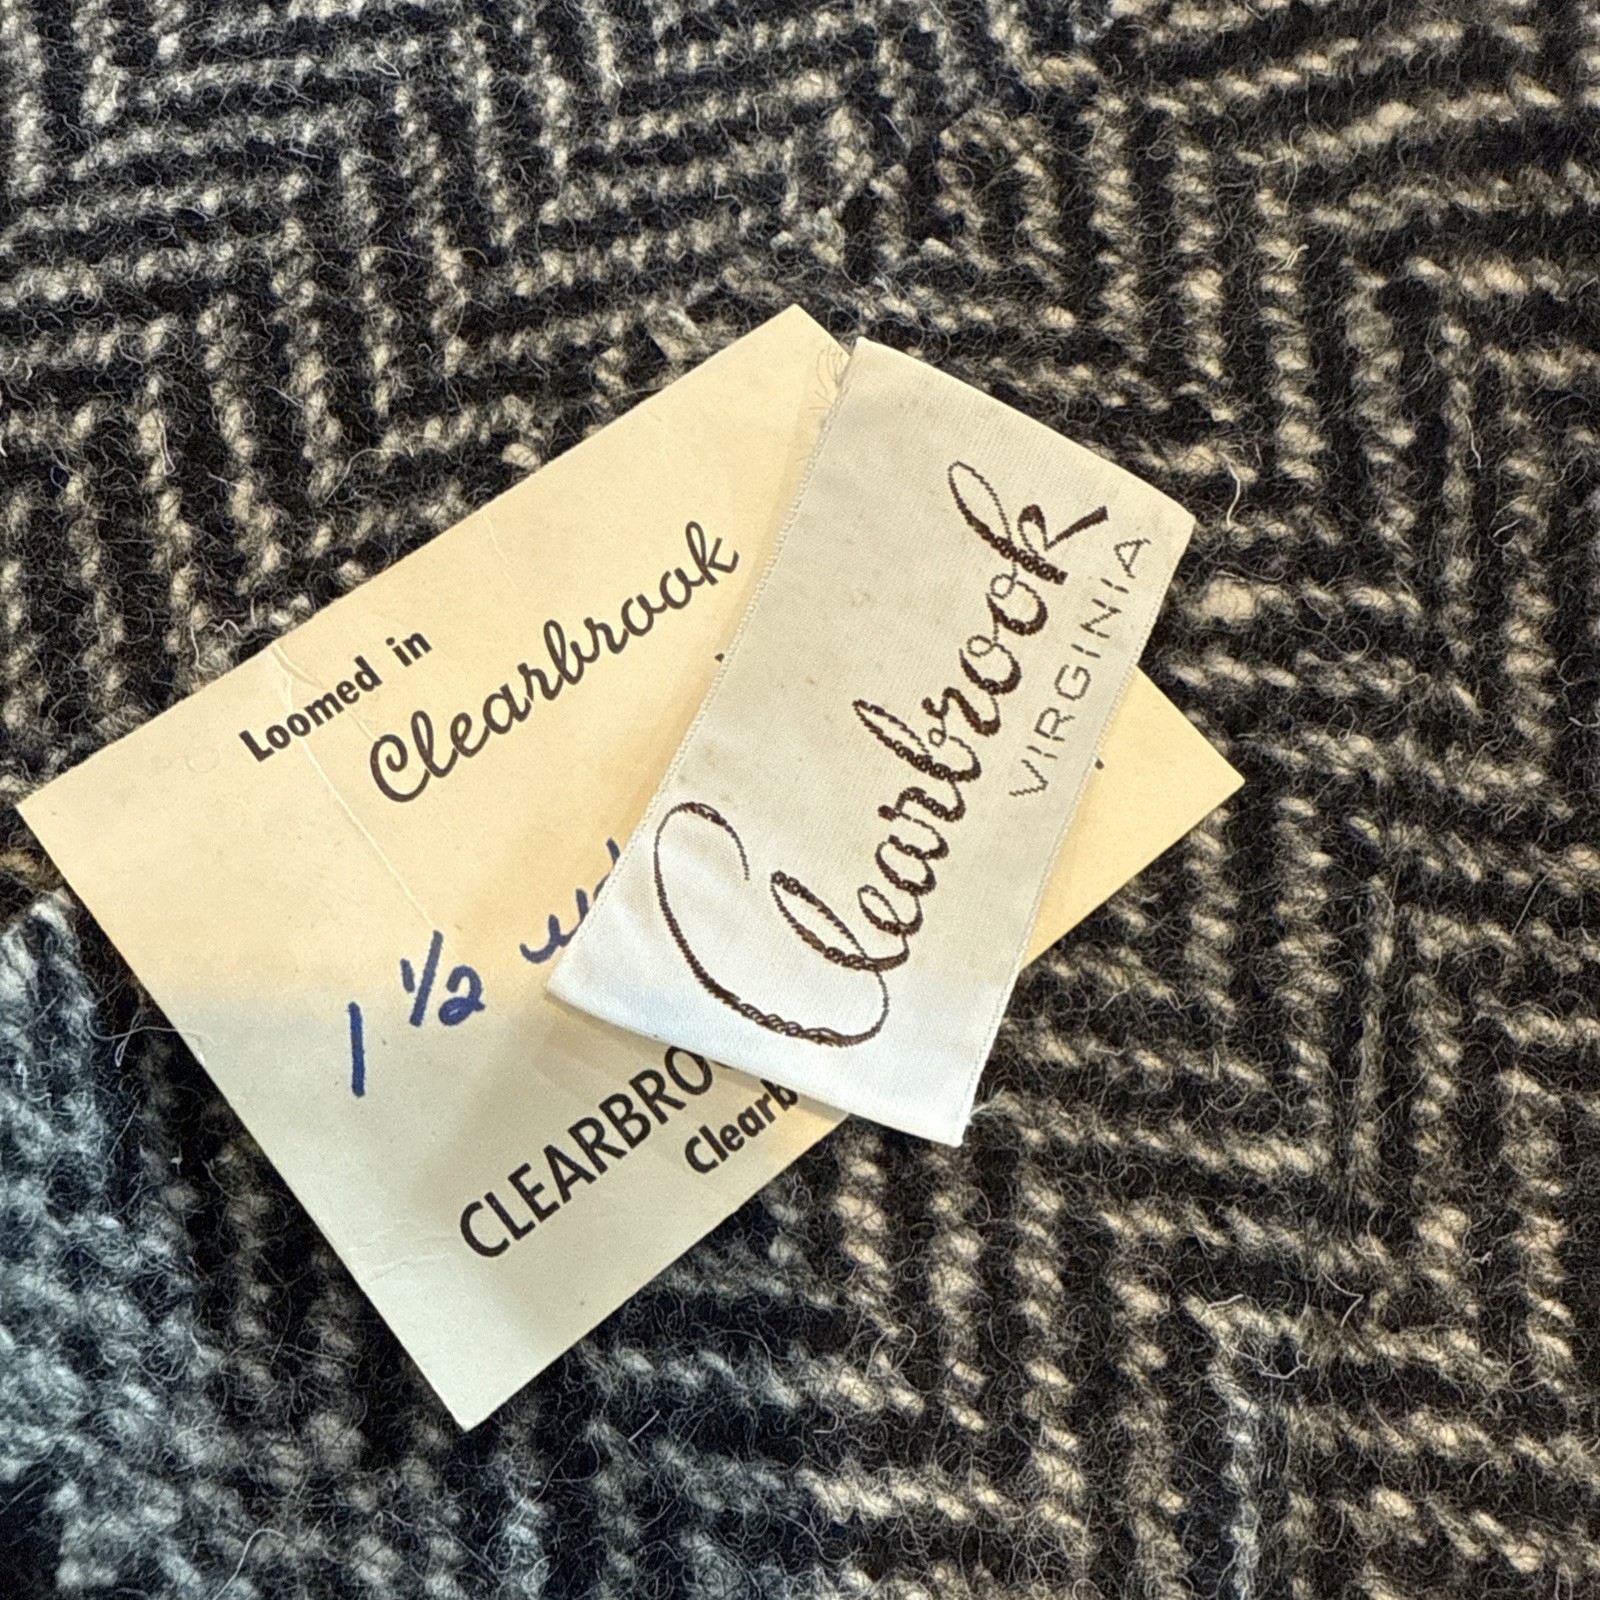 Loomed in
Clearbrook
1 1/2
CLEARBRO
Clearb
Clearbrook
VIRGINIA